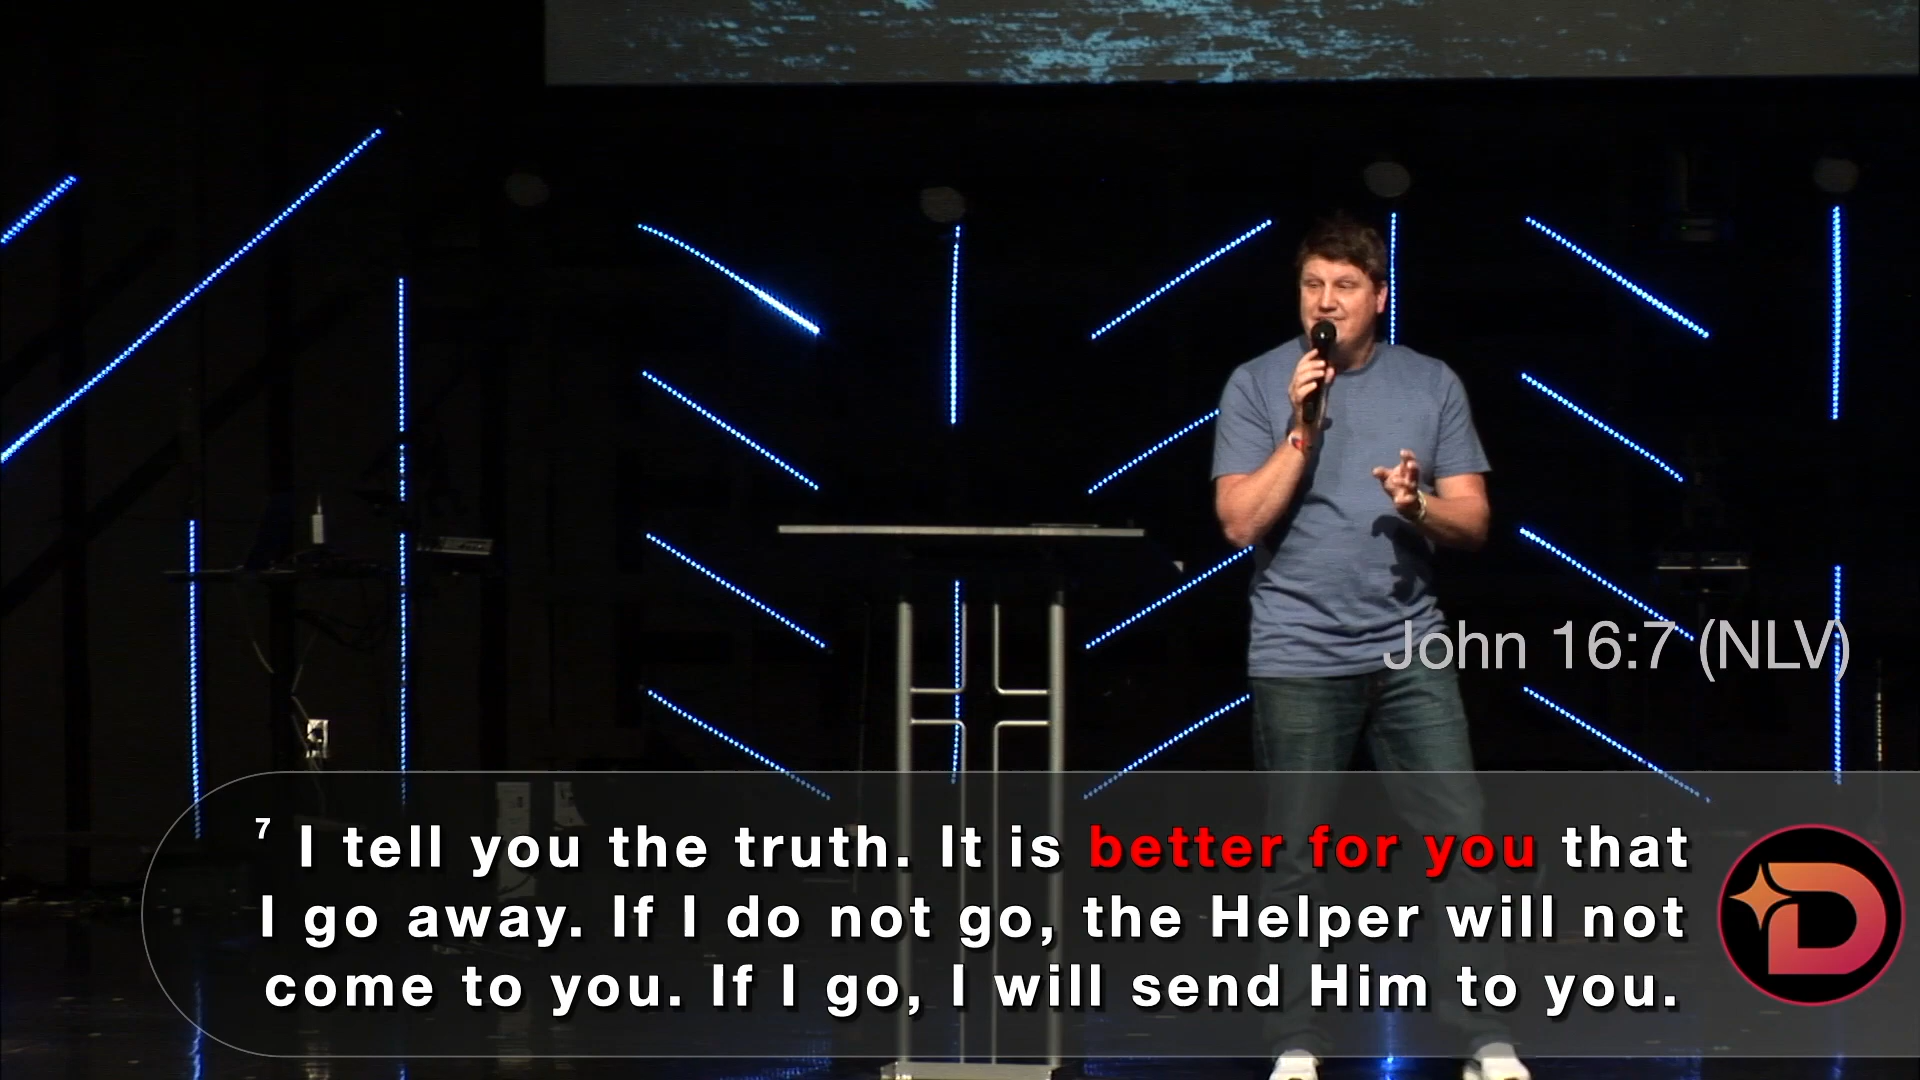 John 16:7 (NLV)
7 I tell you the truth. It is better for you that
I go away. If I do not go, the Helper will not
come to you. If I go, I will send Him to you.
D